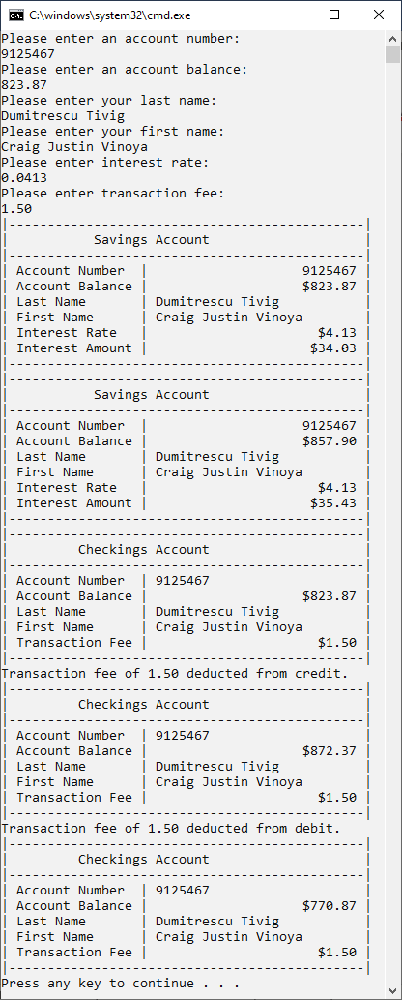 C:\windows\system32\cmd.exe
Please enter an account number:
9125467
Please enter an account balance:
823.87
Please enter your last name:
Dumitrescu Tivig
Please enter your first name:
Craig Justin Vinoya
Please enter interest rate:
0.0413
Please enter transaction fee:
1.50
|----------------------------------------------|
|           Savings Account                    |
|----------------------------------------------|
| Account Number  |                    9125467 |
| Account Balance |                    $823.87 |
| Last Name       | Dumitrescu Tivig           |
| First Name      | Craig Justin Vinoya        |
| Interest Rate   |                      $4.13 |
| Interest Amount |                     $34.03 |
|----------------------------------------------|
|----------------------------------------------|
|           Savings Account                    |
|----------------------------------------------|
| Account Number  |                    9125467 |
| Account Balance |                    $857.90 |
| Last Name       | Dumitrescu Tivig           |
| First Name      | Craig Justin Vinoya        |
| Interest Rate   |                      $4.13 |
| Interest Amount |                     $35.43 |
|----------------------------------------------|
|----------------------------------------------|
|         Checkings Account                    |
|----------------------------------------------|
| Account Number  | 9125467                    |
| Account Balance |                    $823.87 |
| Last Name       | Dumitrescu Tivig           |
| First Name      | Craig Justin Vinoya        |
| Transaction Fee |                      $1.50 |
|----------------------------------------------|
Transaction fee of 1.50 deducted from credit.
|----------------------------------------------|
|         Checkings Account                    |
|----------------------------------------------|
| Account Number  | 9125467                    |
| Account Balance |                    $872.37 |
| Last Name       | Dumitrescu Tivig           |
| First Name      | Craig Justin Vinoya        |
| Transaction Fee |                      $1.50 |
|----------------------------------------------|
Transaction fee of 1.50 deducted from debit.
|----------------------------------------------|
|         Checkings Account                    |
|----------------------------------------------|
| Account Number  | 9125467                    |
| Account Balance |                    $770.87 |
| Last Name       | Dumitrescu Tivig           |
| First Name      | Craig Justin Vinoya        |
| Transaction Fee |                      $1.50 |
|----------------------------------------------|
Press any key to continue . . .